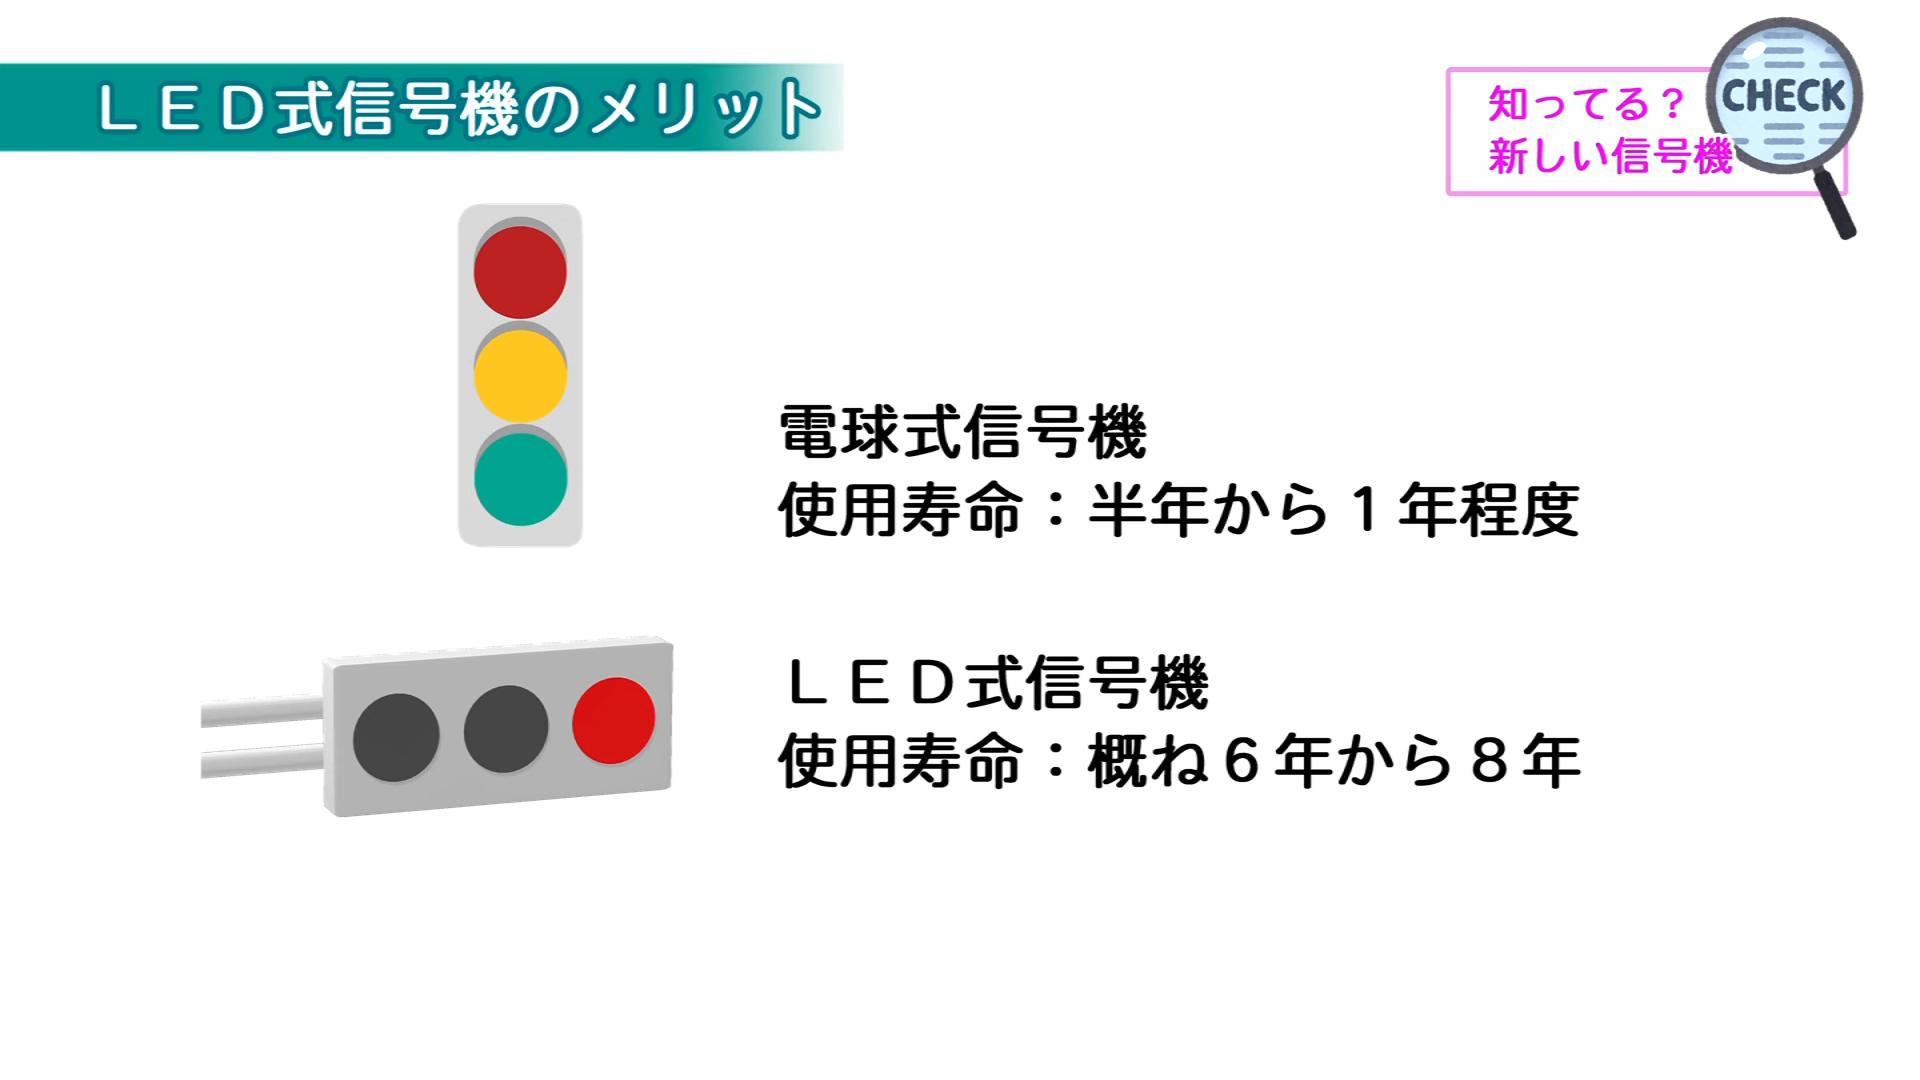 ＬＥＤ式信号機のメリット
知ってる？
新しい信号機
CHECK
電球式信号機
使用寿命：半年から１年程度
ＬＥＤ式信号機
使用寿命：概ね６年から８年